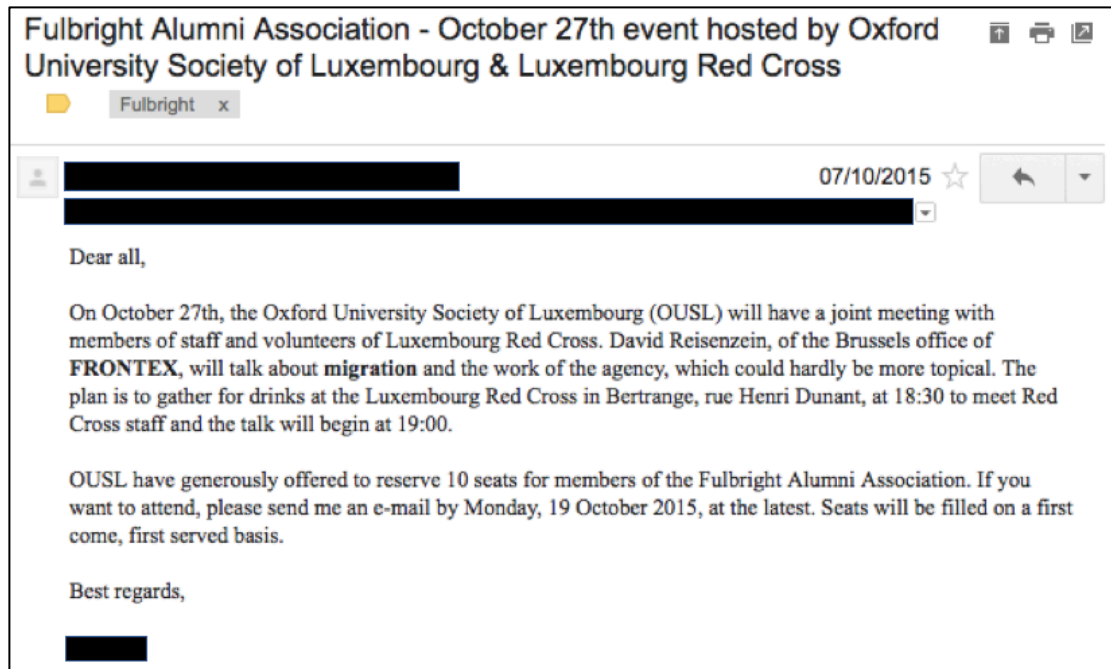 Fulbright Alumni Association - October 27th event hosted by Oxford
University Society of Luxembourg & Luxembourg Red Cross
Fulbright x
07/10/2015
Dear all,
On October 27th, the Oxford University Society of Luxembourg (OUSL) will have a joint meeting with
members of staff and volunteers of Luxembourg Red Cross. David Reisenzein, of the Brussels office of
FRONTEX, will talk about migration and the work of the agency, which could hardly be more topical. The
plan is to gather for drinks at the Luxembourg Red Cross in Bertrange, rue Henri Dunant, at 18:30 to meet Red
Cross staff and the talk will begin at 19:00.
OUSL have generously offered to reserve 10 seats for members of the Fulbright Alumni Association. If you
want to attend, please send me an e-mail by Monday, 19 October 2015, at the latest. Seats will be filled on a first
come, first served basis.
Best regards,